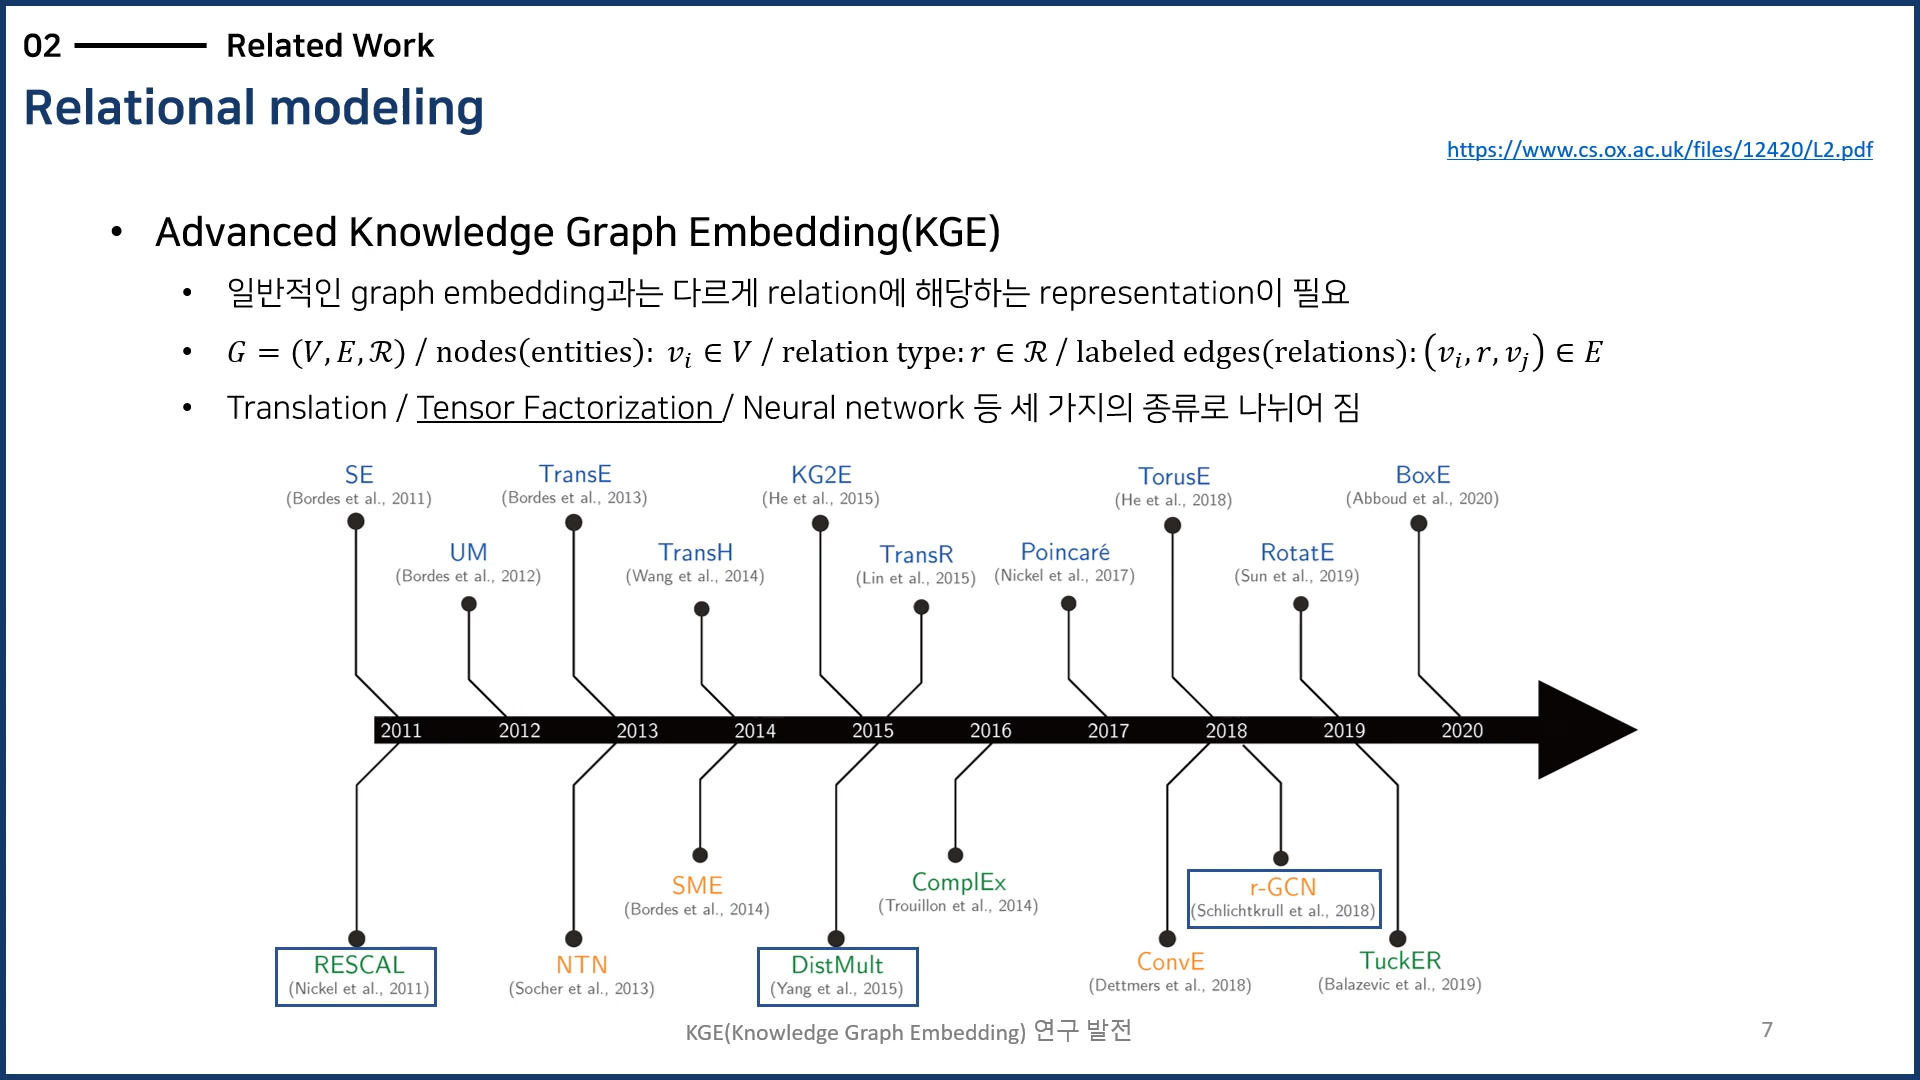 02 Related Work
Relational modeling
https://www.cs.ox.ac.uk/files/12420/L2.pdf
• Advanced Knowledge Graph Embedding(KGE)
• 일반적인 graph embedding과는 다르게 relation에 해당하는 representation이 필요
• G = (V, E, ℛ) / nodes(entities): v_i ∈ V / relation type: r ∈ ℛ / labeled edges(relations): (v_i, r, v_j) ∈ E
• Translation / Tensor Factorization / Neural network 등 세 가지의 종류로 나뉘어 짐
SE
(Bordes et al., 2011)
TransE
(Bordes et al., 2013)
KG2E
(He et al., 2015)
TorusE
(He et al., 2018)
BoxE
(Abboud et al., 2020)
UM
(Bordes et al., 2012)
TransH
(Wang et al., 2014)
TransR
(Lin et al., 2015)
Poincaré
(Nickel et al., 2017)
RotatE
(Sun et al., 2019)
2011 2012 2013 2014 2015 2016 2017 2018 2019 2020
SME
(Bordes et al., 2014)
ComplEx
(Trouillon et al., 2014)
r-GCN
(Schlichtkrull et al., 2018)
RESCAL
(Nickel et al., 2011)
NTN
(Socher et al., 2013)
DistMult
(Yang et al., 2015)
ConvE
(Dettmers et al., 2018)
TuckER
(Balazevic et al., 2019)
KGE(Knowledge Graph Embedding) 연구 발전
7